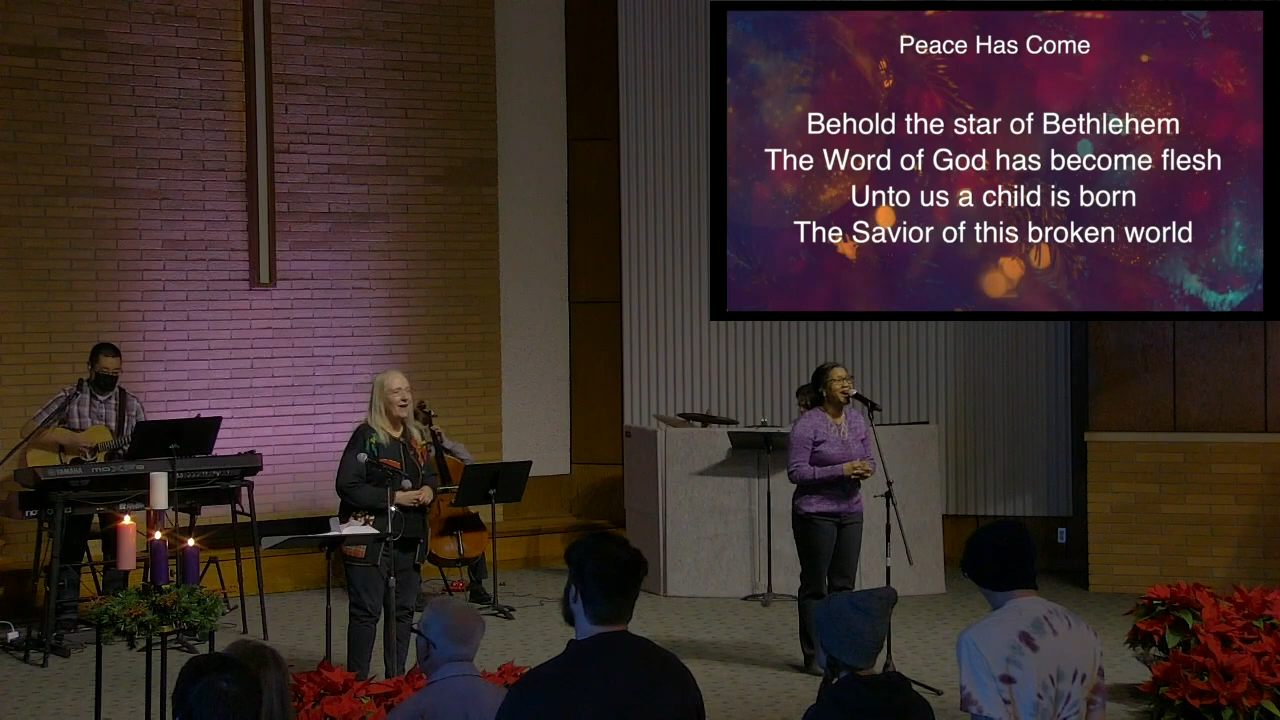 Peace Has Come
Behold the star of Bethlehem
The Word of God has become flesh
Unto us a child is born
The Savior of this broken world
YAMAHA